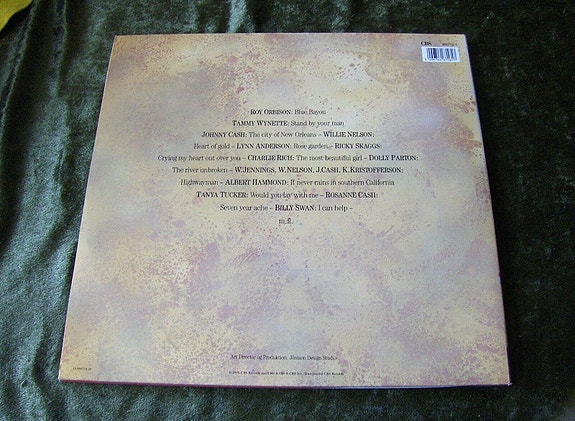 CBS
ROY ORBISON: Blue Bayou
TAMMY WYNETTE: Stand by your man
JOHNNY CASH: The city of New Orleans – WILLIE NELSON:
Heart of gold – LYNN ANDERSON: Rose garden – RICKY SKAGGS:
Crying my heart out over you – CHARLIE RICH: The most beautiful girl – DOLLY PARTON:
The river unbroken – W.JENNINGS, W.NELSON, J.CASH, K.KRISTOFFERSON:
Highwayman – ALBERT HAMMOND: It never rains in southern California
TANYA TUCKER: Would you lay with me – ROSANNE CASH:
Seven year ache – BILLY SWAN: I can help –
m.fl.
Art Director og Produktion: Jönsson Design Studio